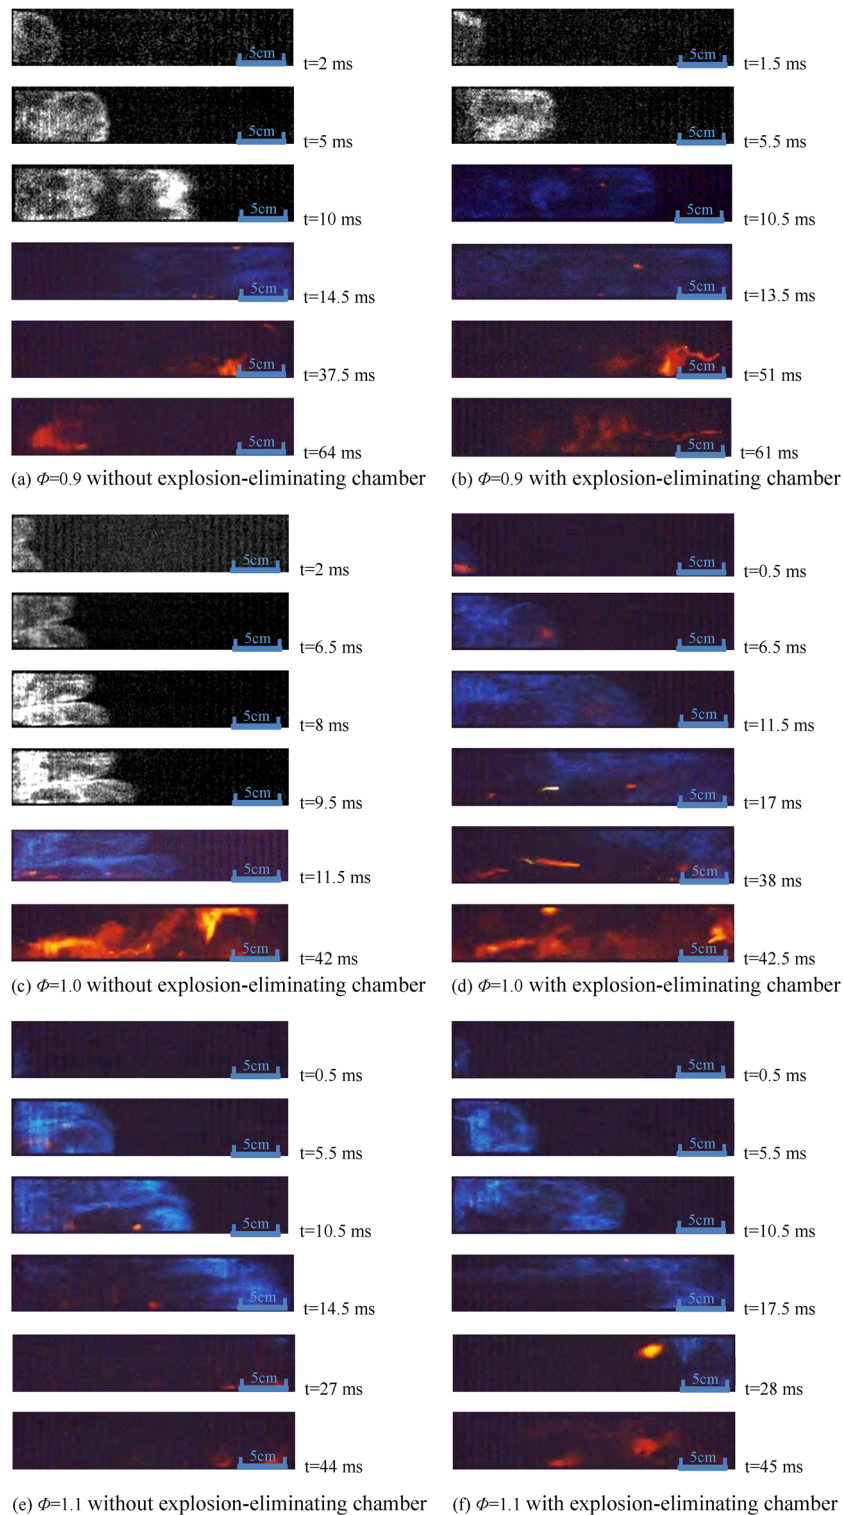 5cm
t=2 ms
5cm
t=5 ms
5cm
t=10 ms
5cm
t=14.5 ms
5cm
t=37.5 ms
5cm
t=64 ms
(a) Φ=0.9 without explosion-eliminating chamber
5cm
t=1.5 ms
5cm
t=5.5 ms
5cm
t=10.5 ms
5cm
t=13.5 ms
5cm
t=51 ms
5cm
t=61 ms
(b) Φ=0.9 with explosion-eliminating chamber
5cm
t=2 ms
5cm
t=6.5 ms
5cm
t=8 ms
5cm
t=9.5 ms
5cm
t=11.5 ms
5cm
t=42 ms
(c) Φ=1.0 without explosion-eliminating chamber
5cm
t=0.5 ms
5cm
t=6.5 ms
5cm
t=11.5 ms
5cm
t=17 ms
5cm
t=38 ms
5cm
t=42.5 ms
(d) Φ=1.0 with explosion-eliminating chamber
5cm
t=0.5 ms
5cm
t=5.5 ms
5cm
t=10.5 ms
5cm
t=14.5 ms
5cm
t=27 ms
5cm
t=44 ms
(e) Φ=1.1 without explosion-eliminating chamber
5cm
t=0.5 ms
5cm
t=5.5 ms
5cm
t=10.5 ms
5cm
t=17.5 ms
5cm
t=28 ms
5cm
t=45 ms
(f) Φ=1.1 with explosion-eliminating chamber